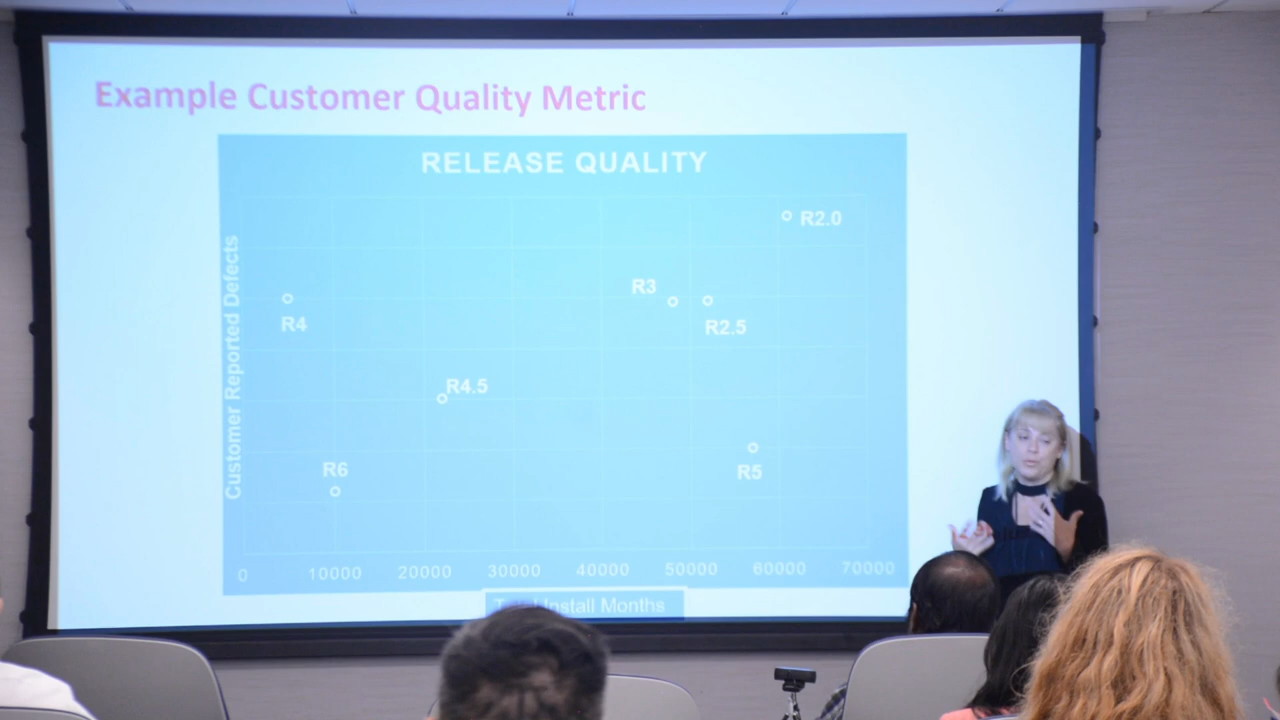 Example Customer Quality Metric
RELEASE QUALITY
Customer Reported Defects
R2.0
R3
R2.5
R4
R4.5
R5
R6
0 10000 20000 30000 40000 50000 60000 70000
Install Months